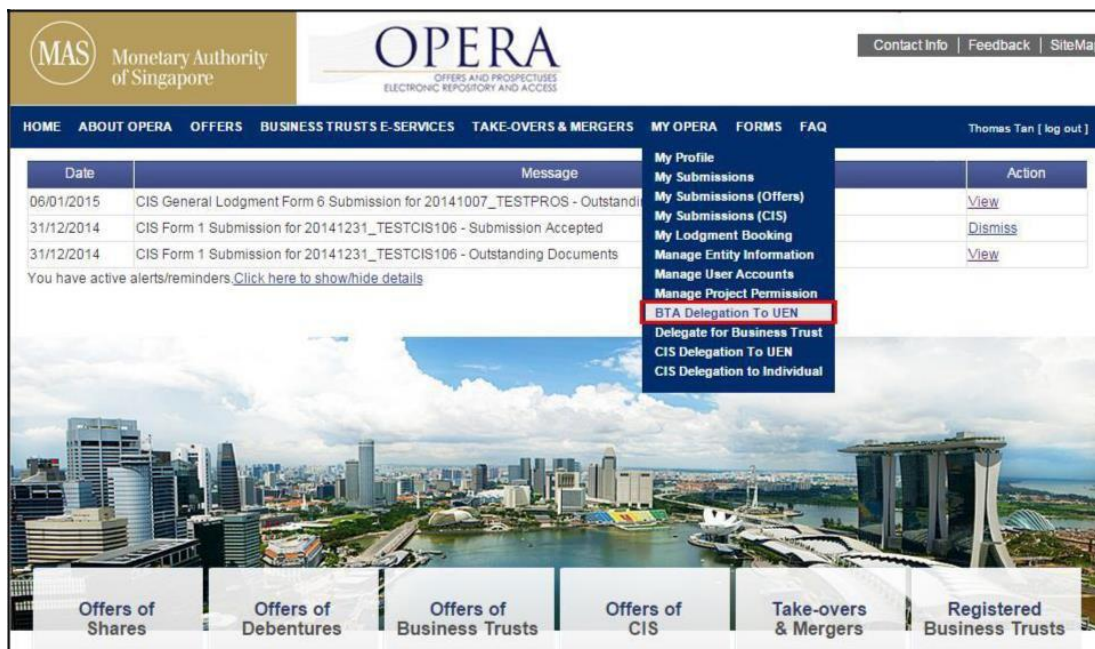 MAS Monetary Authority
of Singapore
OPERA
OFFERS AND PROSPECTUSES
ELECTRONIC REPOSITORY AND ACCESS
Contact Info | Feedback | SiteMap
HOME ABOUT OPERA OFFERS BUSINESS TRUSTS E-SERVICES TAKE-OVERS & MERGERS MY OPERA FORMS FAQ Thomas Tan [ log out ]
Date Message Action
06/01/2015 CIS General Lodgment Form 6 Submission for 20141007_TESTPROS - View
31/12/2014 CIS Form 1 Submission for 20141231_TESTCIS106 - Submission Accepted Dismiss
31/12/2014 CIS Form 1 Submission for 20141231_TESTCIS106 - Outstanding Documents View
You have active alerts/reminders.Click here to show/hide details
My Profile
My Submissions
My Submissions (Offers)
My Submissions (CIS)
My Lodgment Booking
Manage Entity Information
Manage User Accounts
Manage Project Permission
BTA Delegation To UEN
Delegate for Business Trust
CIS Delegation To UEN
CIS Delegation to Individual
Offers of
Shares
Offers of
Debentures
Offers of
Business Trusts
Offers of
CIS
Take-overs
& Mergers
Registered
Business Trusts